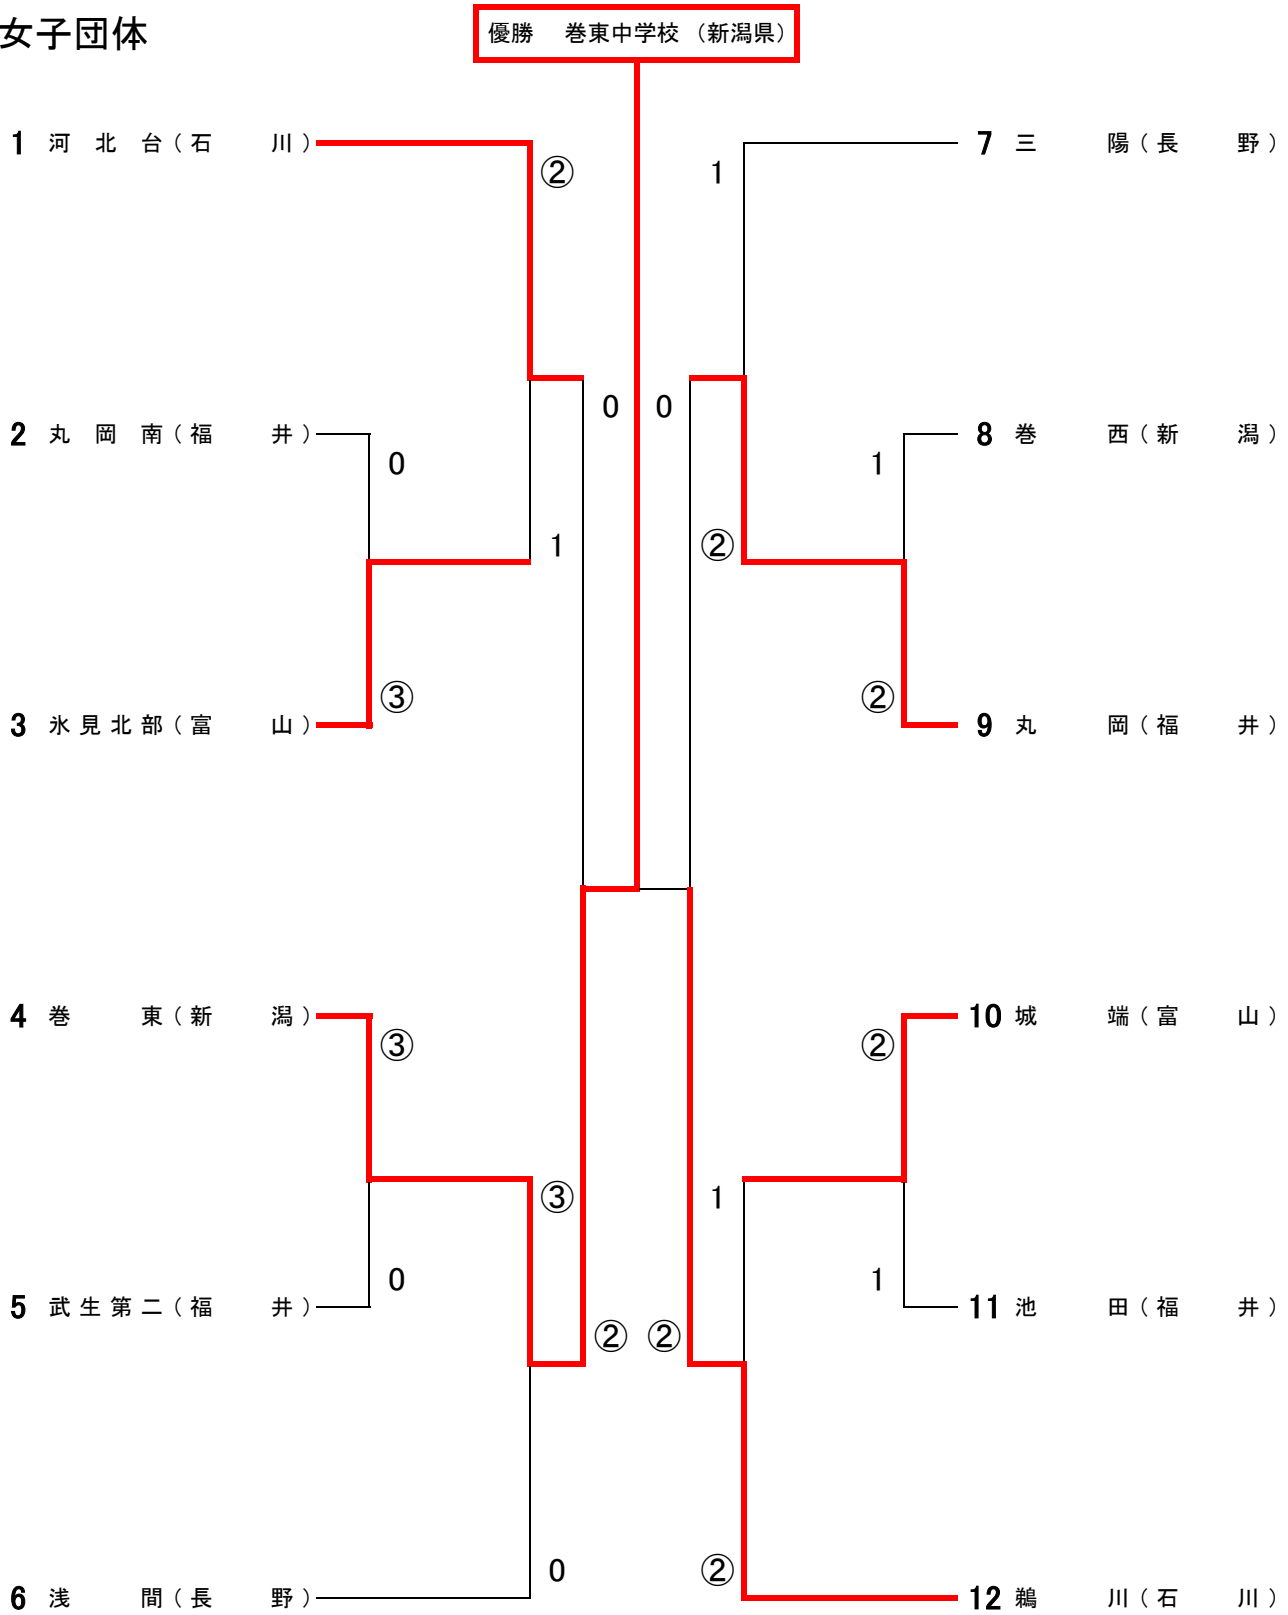 女子団体
優勝 巻東中学校 (新潟県)
1 河北台(石川)
②
1
7 三陽(長野)
0 0
2 丸岡南(福井)
0
1
8 巻西(新潟)
1
②
3 氷見北部(富山)
③
②
9 丸岡(福井)
4 巻東(新潟)
③
②
10 城端(富山)
③
1
0
1
5 武生第二(福井)
11 池田(福井)
② ②
0
②
6 浅間(長野)
12 鵜川(石川)